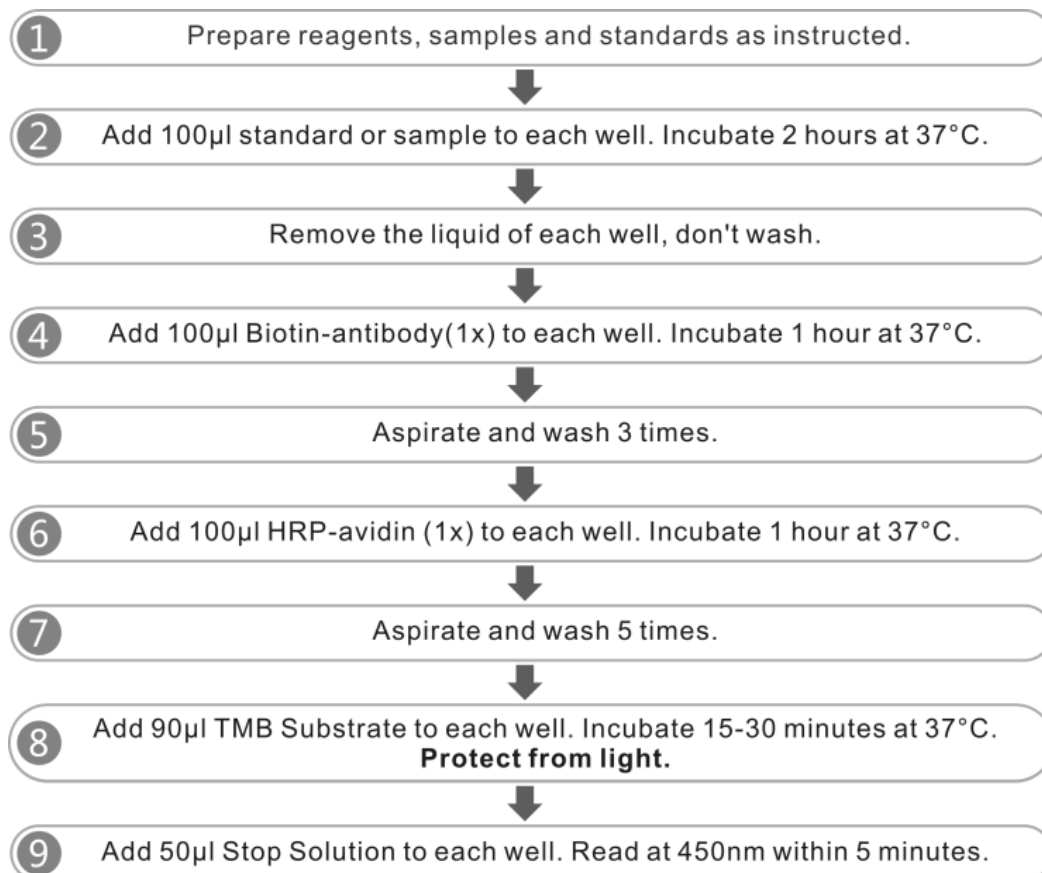 1 Prepare reagents, samples and standards as instructed.
2 Add 100µl standard or sample to each well. Incubate 2 hours at 37°C.
3 Remove the liquid of each well, don't wash.
4 Add 100µl Biotin-antibody(1x) to each well. Incubate 1 hour at 37°C.
5 Aspirate and wash 3 times.
6 Add 100µl HRP-avidin (1x) to each well. Incubate 1 hour at 37°C.
7 Aspirate and wash 5 times.
8 Add 90µl TMB Substrate to each well. Incubate 15-30 minutes at 37°C.
Protect from light.
9 Add 50µl Stop Solution to each well. Read at 450nm within 5 minutes.